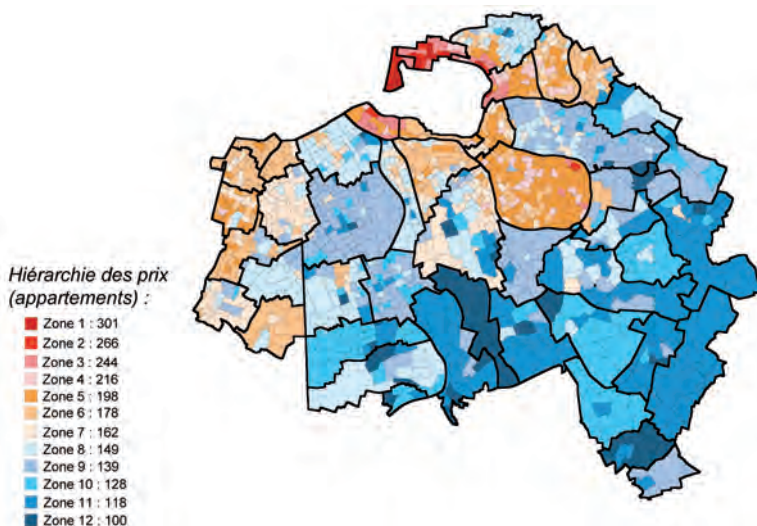 Hiérarchie des prix
(appartements) :
Zone 1 : 301
Zone 2 : 266
Zone 3 : 244
Zone 4 : 216
Zone 5 : 198
Zone 6 : 178
Zone 7 : 162
Zone 8 : 149
Zone 9 : 139
Zone 10 : 128
Zone 11 : 118
Zone 12 : 100